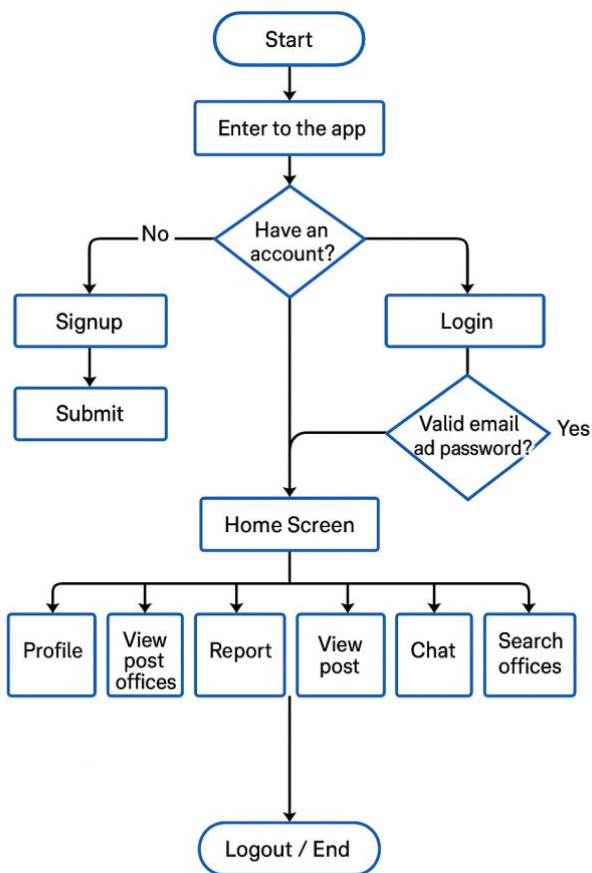 Start
Enter to the app
Have an
account?
No
Signup
Login
Submit
Valid email
ad password?
Yes
Home Screen
Profile
View
post
offices
Report
View
post
Chat
Search
offices
Logout / End